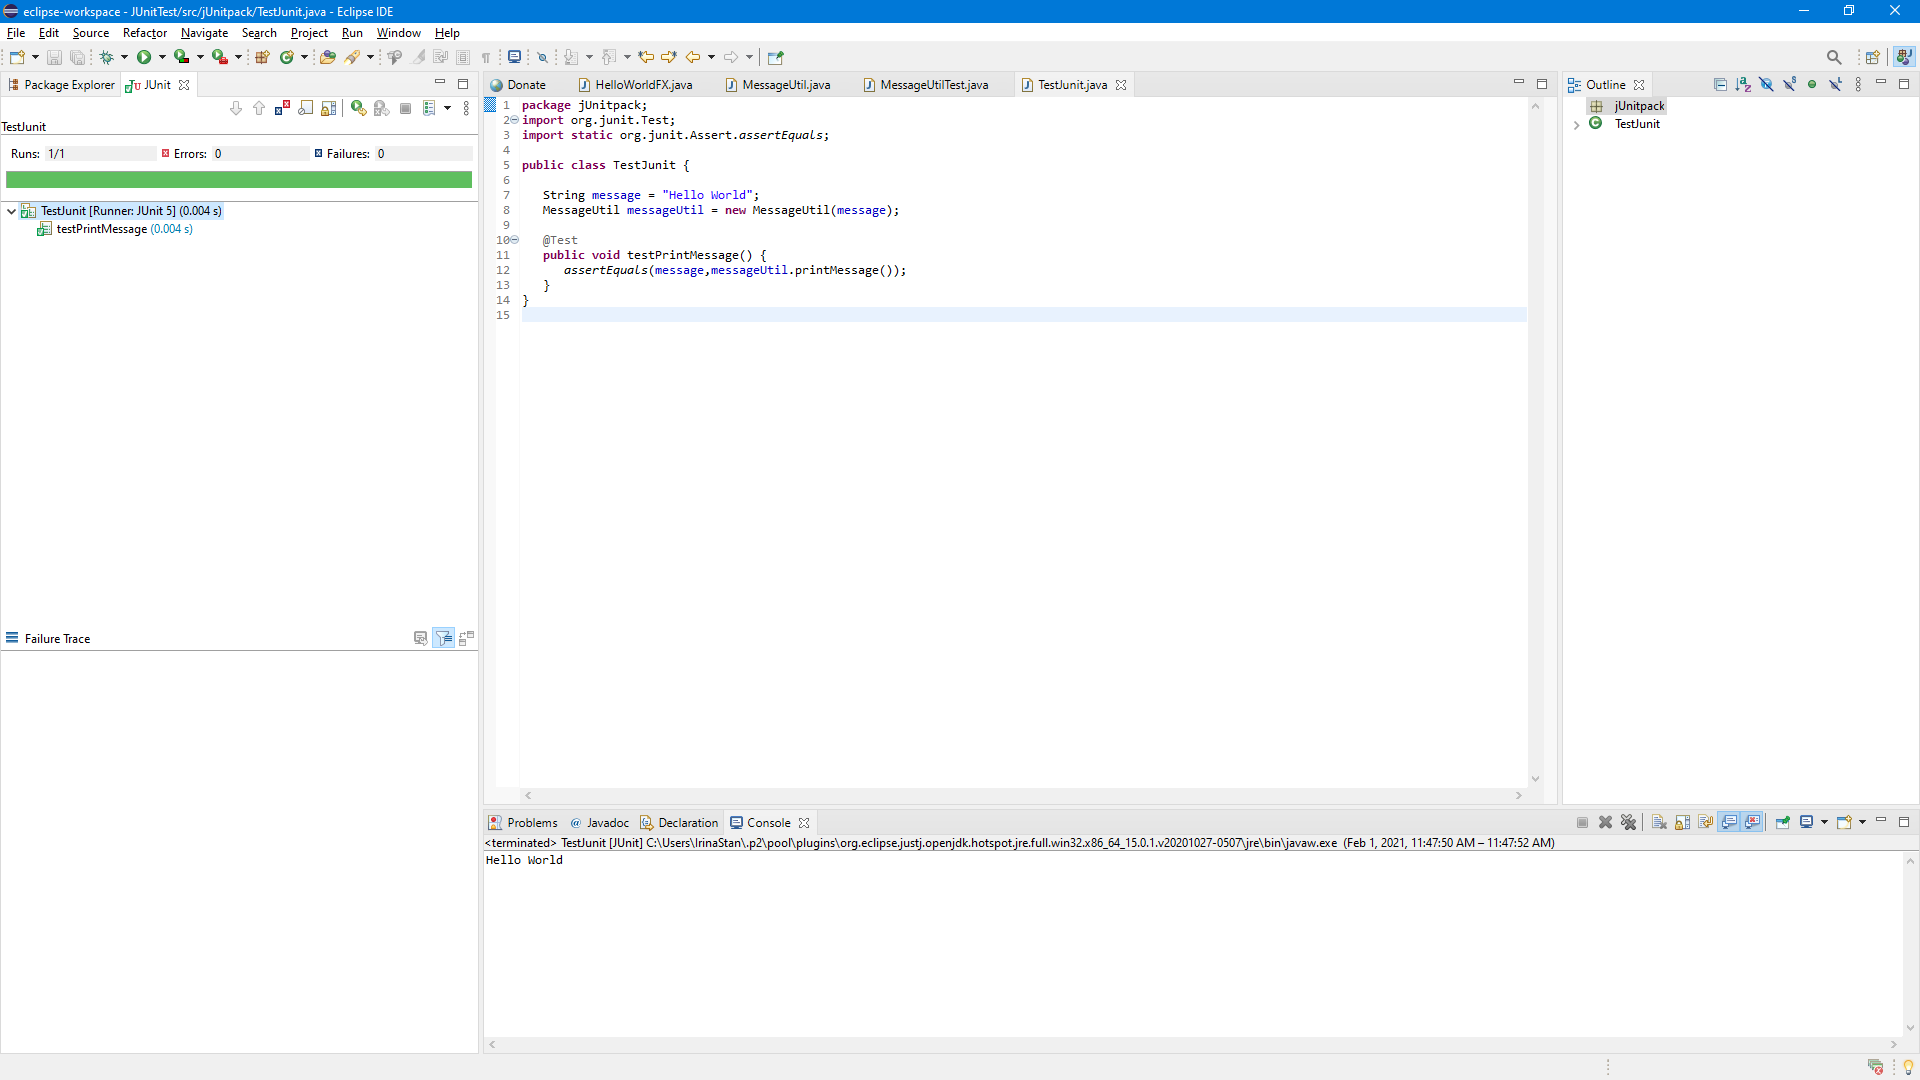 eclipse-workspace - JUnitTest/src/jUnitpack/TestJunit.java - Eclipse IDE
File Edit Source Refactor Navigate Search Project Run Window Help
Package Explorer JUnit
TestJunit
Runs: 1/1 Errors: 0 Failures: 0
TestJunit [Runner: JUnit 5] (0.004 s)
testPrintMessage (0.004 s)
Failure Trace
Donate HelloWorldFX.java MessageUtil.java MessageUtilTest.java TestJunit.java
1 package jUnitpack;
2 import org.junit.Test;
3 import static org.junit.Assert.assertEquals;
4
5 public class TestJunit {
6
7 String message = "Hello World";
8 MessageUtil messageUtil = new MessageUtil(message);
9
10 @Test
11 public void testPrintMessage() {
12 assertEquals(message,messageUtil.printMessage());
13 }
14 }
15
Outline
jUnitpack
TestJunit
Problems Javadoc Declaration Console
<terminated> TestJunit [JUnit] C:\Users\IrinaStan\.p2\pool\plugins\org.eclipse.justj.openjdk.hotspot.jre.full.win32.x86_64_15.0.1.v20201027-0507\jre\bin\javaw.exe (Feb 1, 2021, 11:47:50 AM – 11:47:52 AM)
Hello World